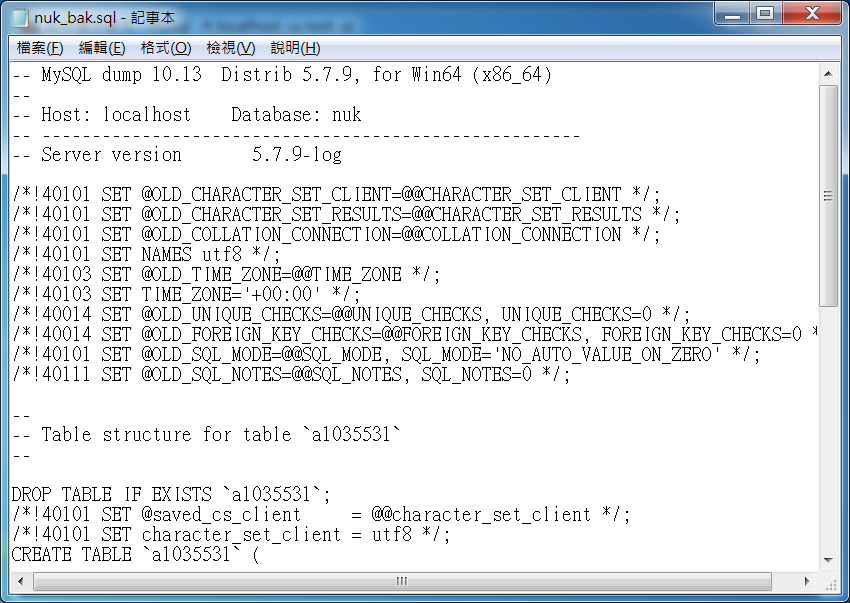 nuk_bak.sql - 記事本
檔案(F) 編輯(E) 格式(O) 檢視(V) 說明(H)
-- MySQL dump 10.13  Distrib 5.7.9, for Win64 (x86_64)
--
-- Host: localhost    Database: nuk
-- ------------------------------------------------------
-- Server version       5.7.9-log
/*!40101 SET @OLD_CHARACTER_SET_CLIENT=@@CHARACTER_SET_CLIENT */;
/*!40101 SET @OLD_CHARACTER_SET_RESULTS=@@CHARACTER_SET_RESULTS */;
/*!40101 SET @OLD_COLLATION_CONNECTION=@@COLLATION_CONNECTION */;
/*!40101 SET NAMES utf8 */;
/*!40103 SET @OLD_TIME_ZONE=@@TIME_ZONE */;
/*!40103 SET TIME_ZONE='+00:00' */;
/*!40014 SET @OLD_UNIQUE_CHECKS=@@UNIQUE_CHECKS, UNIQUE_CHECKS=0 */;
/*!40014 SET @OLD_FOREIGN_KEY_CHECKS=@@FOREIGN_KEY_CHECKS, FOREIGN_KEY_CHECKS=0 *
/*!40101 SET @OLD_SQL_MODE=@@SQL_MODE, SQL_MODE='NO_AUTO_VALUE_ON_ZERO' */;
/*!40111 SET @OLD_SQL_NOTES=@@SQL_NOTES, SQL_NOTES=0 */;
--
-- Table structure for table `a1035531`
--
DROP TABLE IF EXISTS `a1035531`;
/*!40101 SET @saved_cs_client     = @@character_set_client */;
/*!40101 SET character_set_client = utf8 */;
CREATE TABLE `a1035531` (